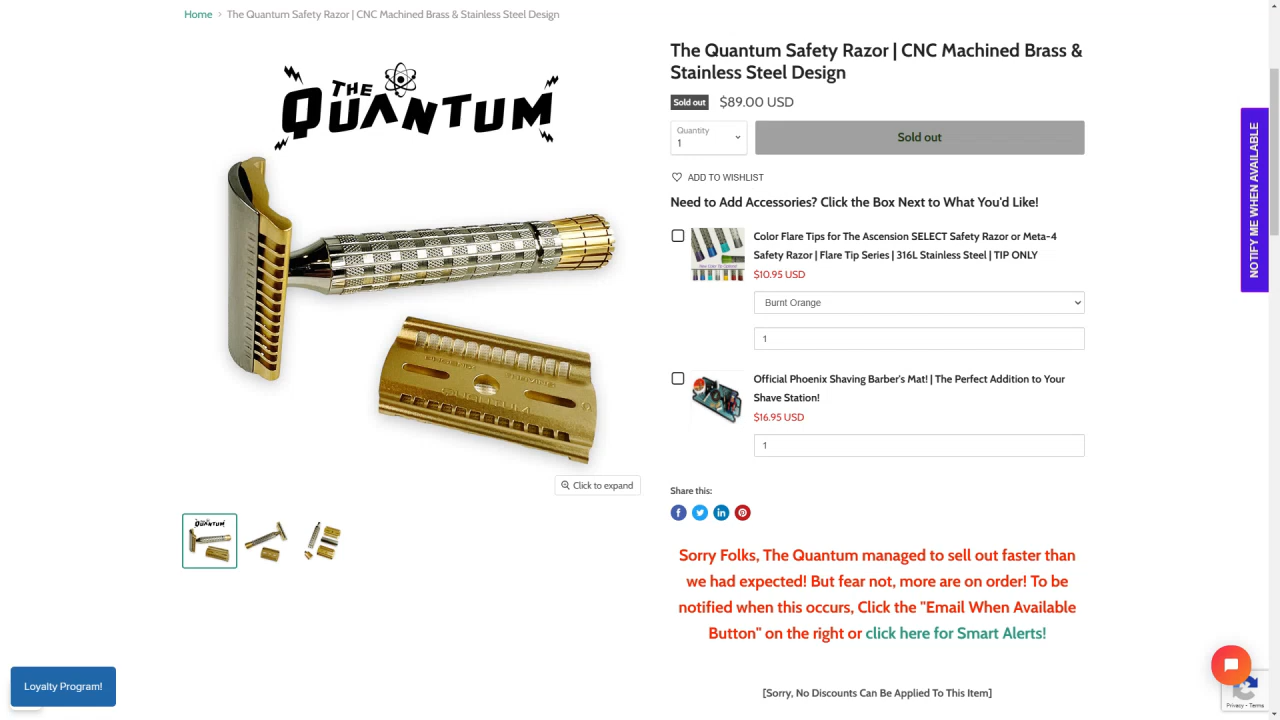 Home > The Quantum Safety Razor | CNC Machined Brass & Stainless Steel Design
THE
QUANTUM
The Quantum Safety Razor | CNC Machined Brass &
Stainless Steel Design
Sold out $89.00 USD
Quantity
1
Sold out
ADD TO WISHLIST
Need to Add Accessories? Click the Box Next to What You'd Like!
Color Flare Tips for The Ascension SELECT Safety Razor or Meta-4
Safety Razor | Flare Tip Series | 316L Stainless Steel | TIP ONLY
$10.95 USD
Burnt Orange
1
Official Phoenix Shaving Barber's Mat! | The Perfect Addition to Your
Shave Station!
$16.95 USD
1
Click to expand
Share this:
Sorry Folks, The Quantum managed to sell out faster than
we had expected! But fear not, more are on order! To be
notified when this occurs, Click the "Email When Available
Button" on the right or click here for Smart Alerts!
[Sorry, No Discounts Can Be Applied To This Item]
NOTIFY ME WHEN AVAILABLE
Loyalty Program!
Privacy - Terms